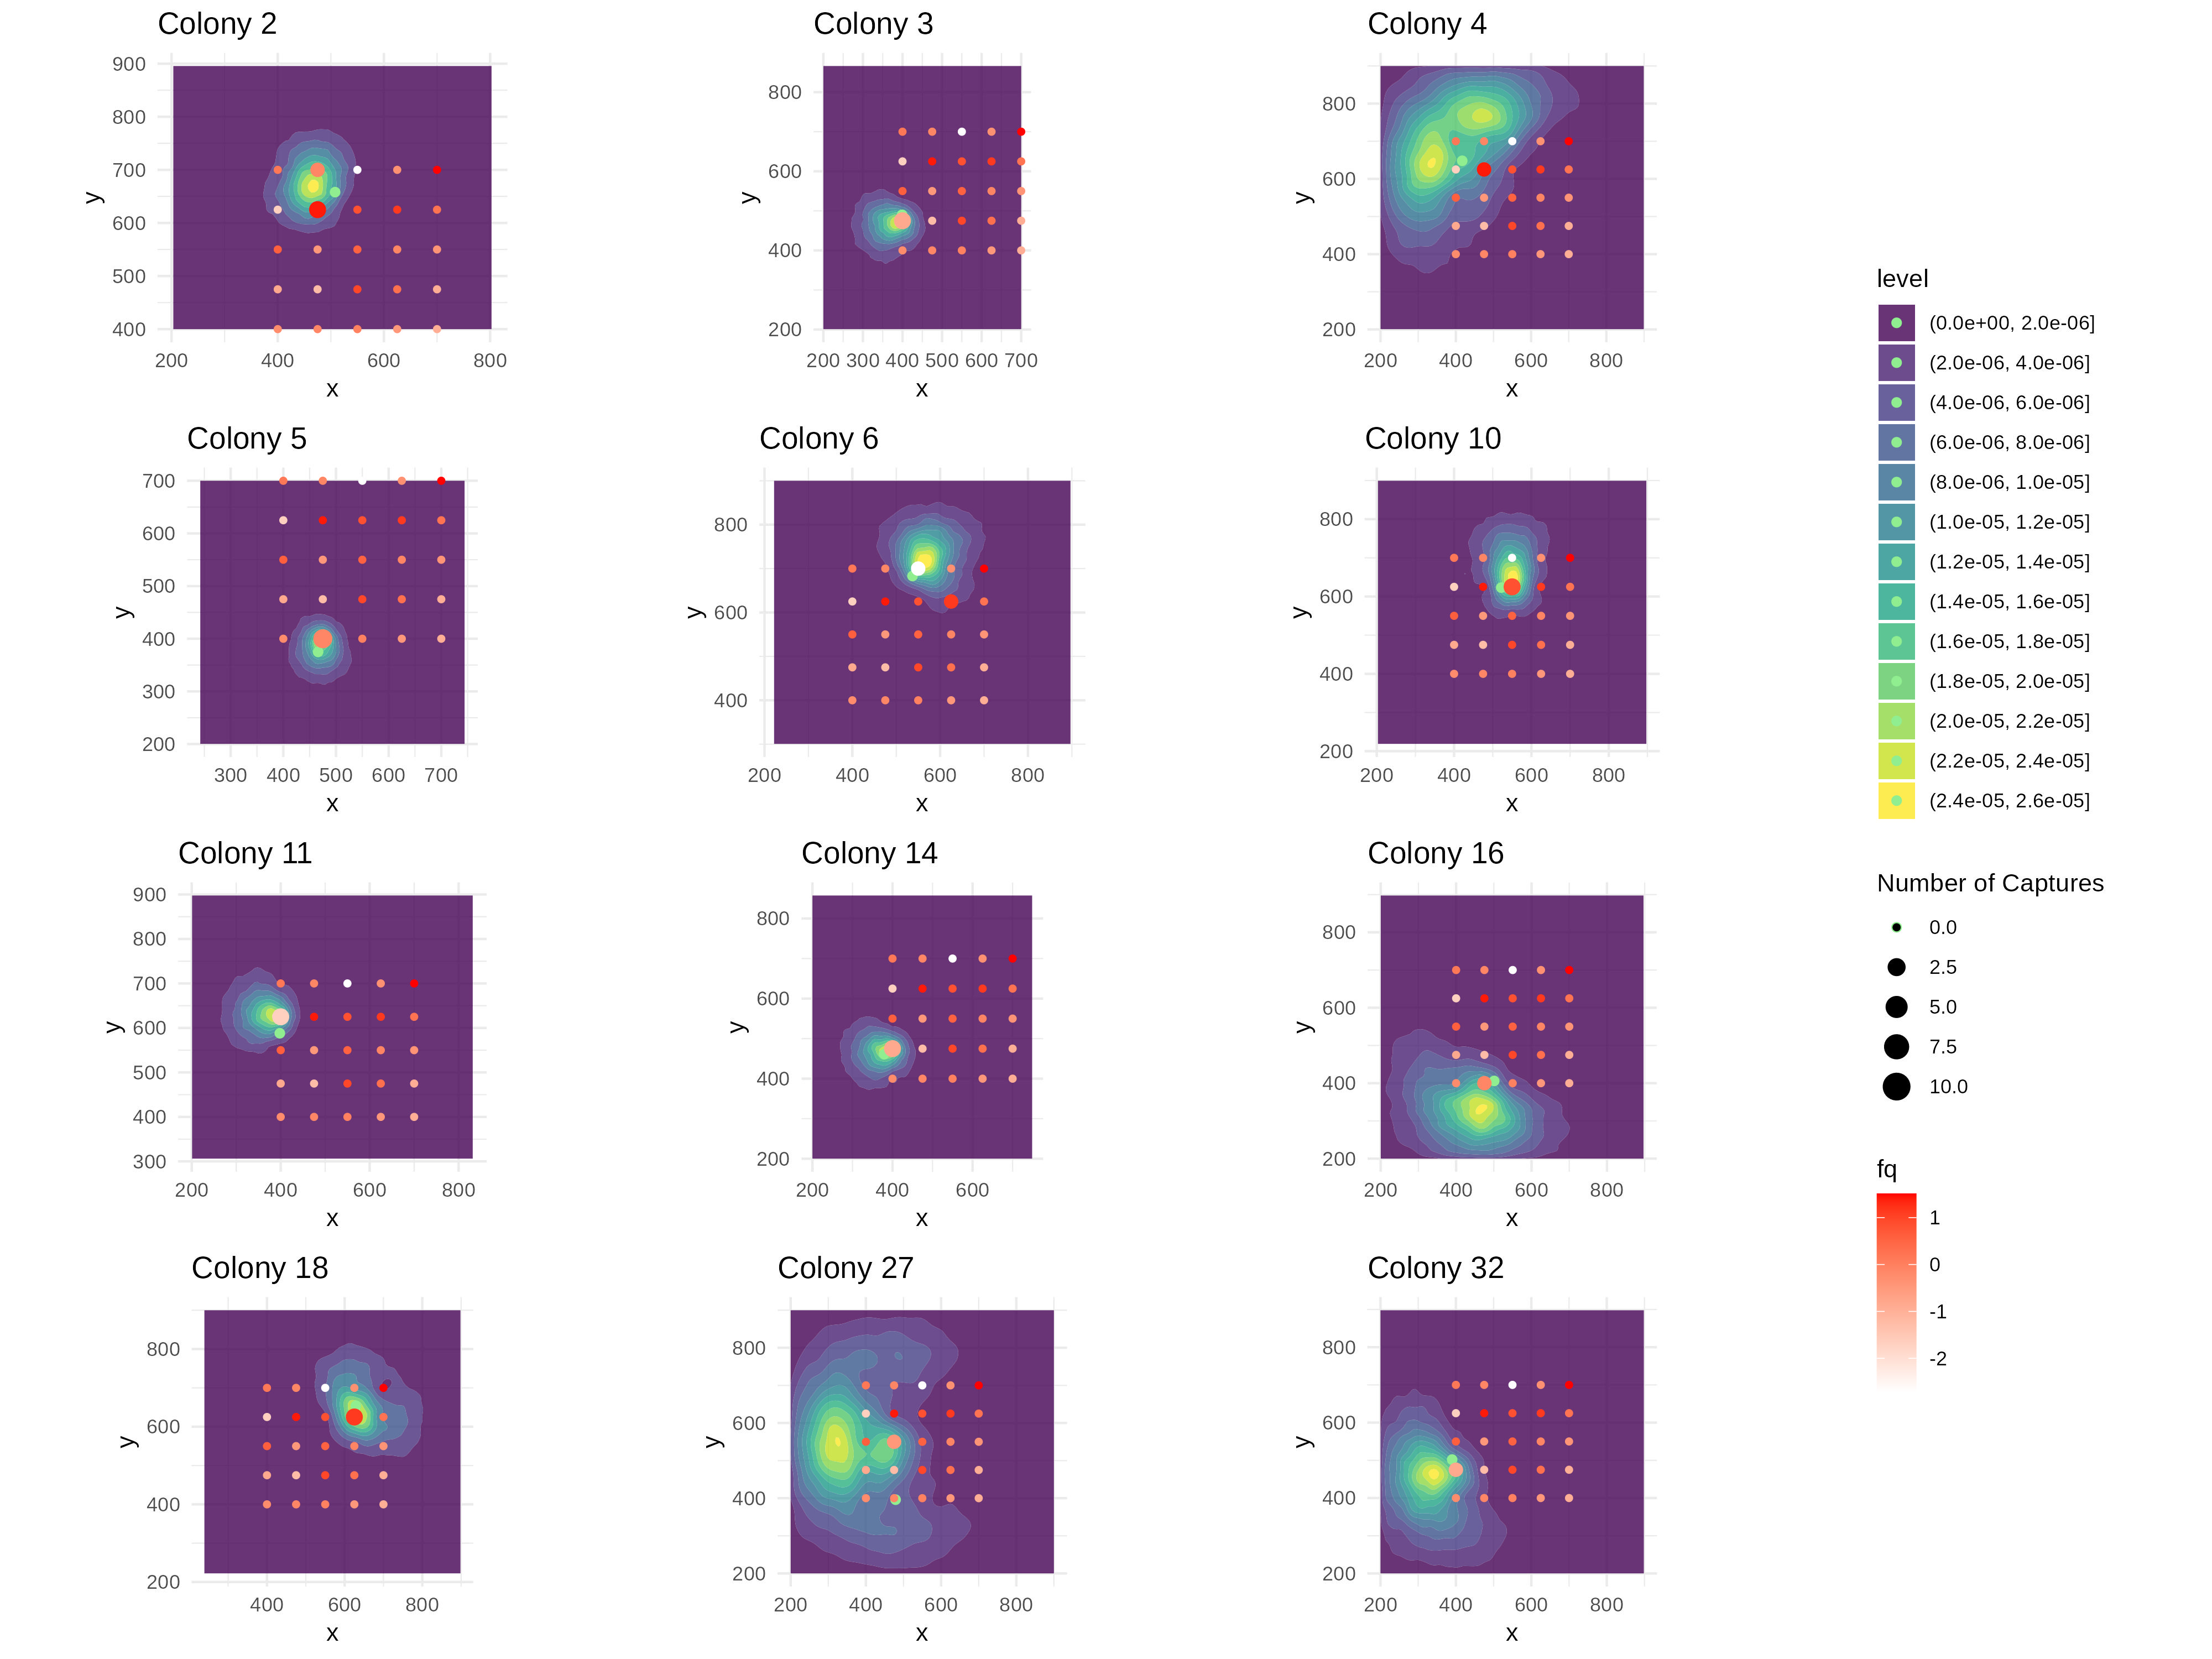 Colony 2
900
800
700
600
500
400
y
200 400 600 800
x
Colony 3
800
600
400
200
y
200 300 400 500 600 700
x
Colony 4
800
600
400
200
y
200 400 600 800
x
Colony 5
700
600
500
400
300
200
y
300 400 500 600 700
x
Colony 6
800
600
400
y
200 400 600 800
x
Colony 10
800
600
400
200
y
200 400 600 800
x
Colony 11
900
800
700
600
500
400
300
y
200 400 600 800
x
Colony 14
800
600
400
200
y
200 400 600
x
Colony 16
800
600
400
200
y
200 400 600 800
x
Colony 18
800
600
400
200
y
400 600 800
x
Colony 27
800
600
400
200
y
200 400 600 800
x
Colony 32
800
600
400
200
y
200 400 600 800
x
level
(0.0e+00, 2.0e-06]
(2.0e-06, 4.0e-06]
(4.0e-06, 6.0e-06]
(6.0e-06, 8.0e-06]
(8.0e-06, 1.0e-05]
(1.0e-05, 1.2e-05]
(1.2e-05, 1.4e-05]
(1.4e-05, 1.6e-05]
(1.6e-05, 1.8e-05]
(1.8e-05, 2.0e-05]
(2.0e-05, 2.2e-05]
(2.2e-05, 2.4e-05]
(2.4e-05, 2.6e-05]
Number of Captures
0.0
2.5
5.0
7.5
10.0
fq
1
0
-1
-2